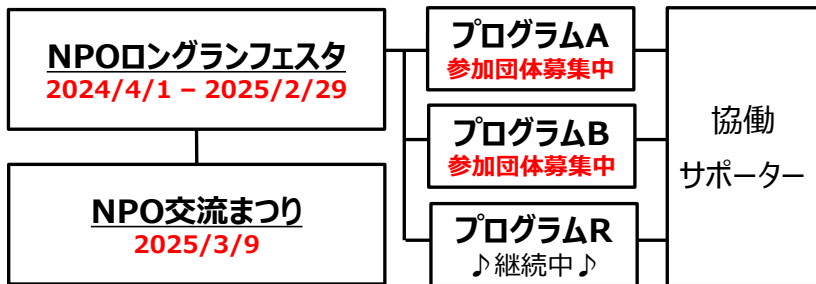 NPOロングランフェスタ
2024/4/1 – 2025/2/29
NPO交流まつり
2025/3/9
プログラムA
参加団体募集中
プログラムB
参加団体募集中
プログラムR
♪継続中♪
協働
サポーター